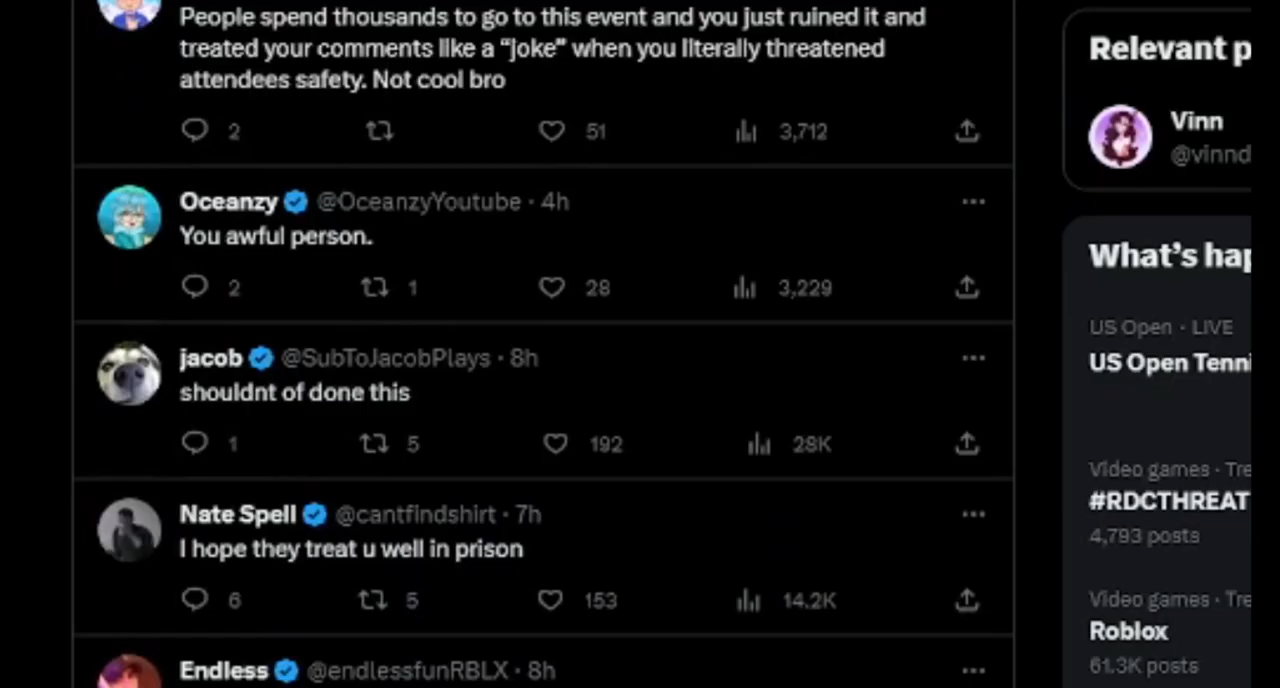 People spend thousands to go to this event and you just ruined it and
treated your comments like a “joke” when you literally threatened
attendees safety. Not cool bro
2 51 3,712
Oceanzy @OceanzyYoutube · 4h
You awful person.
2 1 28 3,229
jacob @SubToJacobPlays · 8h
shouldnt of done this
1 5 192 28K
Nate Spell @cantfindshirt · 7h
I hope they treat u well in prison
6 5 153 14.2K
Endless @endlessfunRBLX · 8h
Relevant p
Vinn
@vinnd
What’s hap
US Open · LIVE
US Open Tenni
Video games · Tre
#RDCTHREAT
4,793 posts
Video games · Tre
Roblox
61.3K posts